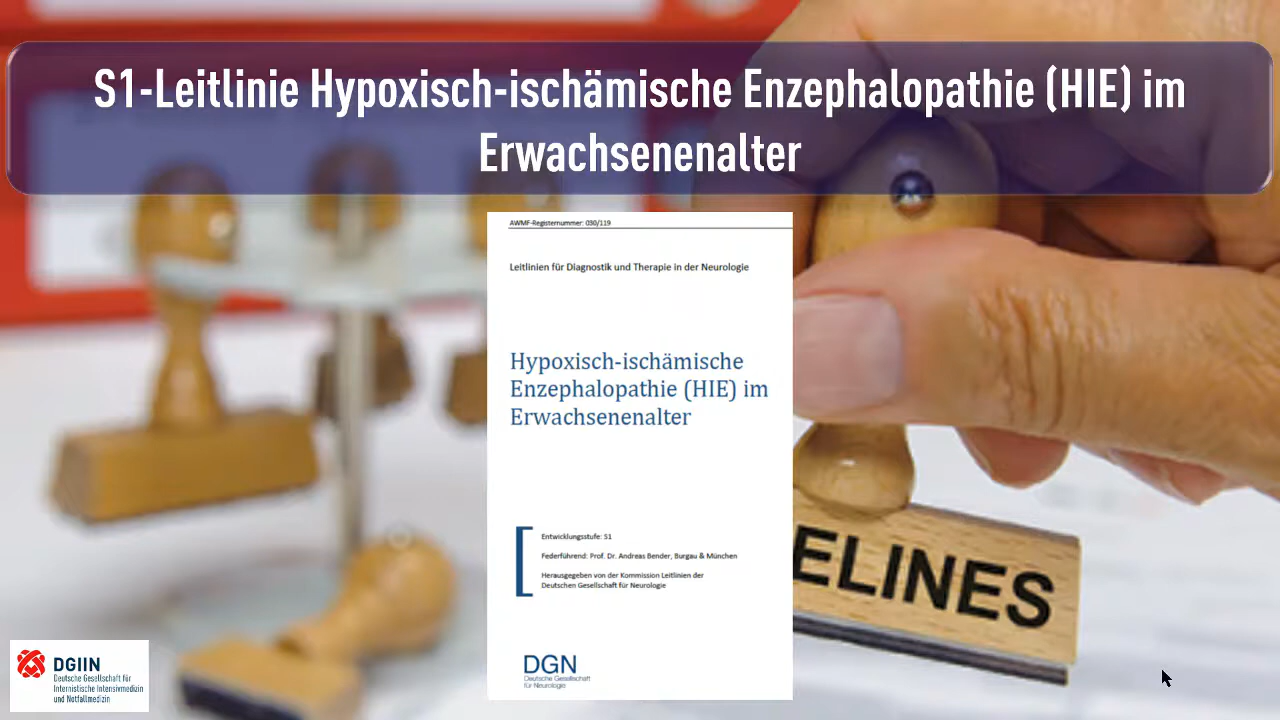 S1-Leitlinie Hypoxisch-ischämische Enzephalopathie (HIE) im
Erwachsenenalter
AWMF-Registernummer: 030/119
Leitlinien für Diagnostik und Therapie in der Neurologie
Hypoxisch-ischämische
Enzephalopathie (HIE) im
Erwachsenenalter
Entwicklungsstufe: S1
Federführend: Prof. Dr. Andreas Bender, Burgau & München
Herausgegeben von der Kommission Leitlinien der
Deutschen Gesellschaft für Neurologie
DGN
Deutsche Gesellschaft
für Neurologie
ELINES
DGIIN
Deutsche Gesellschaft für
Internistische Intensivmedizin
und Notfallmedizin